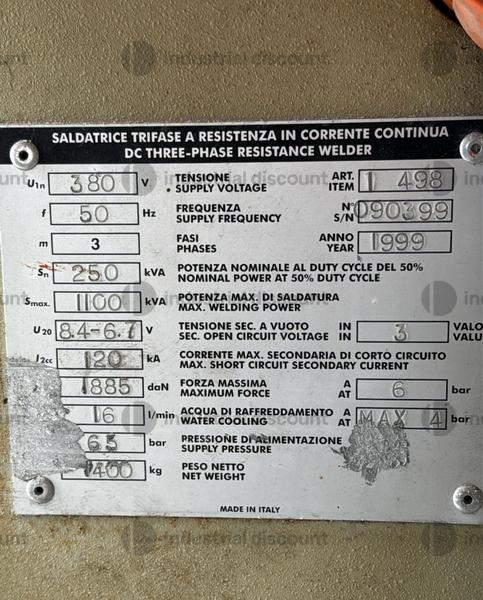 industrial discount
SALDATRICE TRIFASE A RESISTENZA IN CORRENTE CONTINUA
DC THREE-PHASE RESISTANCE WELDER
U1n 380 V TENSIONE SUPPLY VOLTAGE ART. ITEM 1 498
f 50 Hz FREQUENZA SUPPLY FREQUENCY N° S/N 090399
m 3 FASI PHASES ANNO YEAR 1999
Sn 250 kVA POTENZA NOMINALE AL DUTY CYCLE DEL 50% NOMINAL POWER AT 50% DUTY CYCLE
Smax. 1100 kVA POTENZA MAX. DI SALDATURA MAX. WELDING POWER
U20 8.4-6.7 V TENSIONE SEC. A VUOTO SEC. OPEN CIRCUIT VOLTAGE IN IN 3 VALO VALU
I2cc 120 kA CORRENTE MAX. SECONDARIA DI CORTO CIRCUITO MAX. SHORT CIRCUIT SECONDARY CURRENT
1885 daN FORZA MASSIMA MAXIMUM FORCE A AT 6 bar
16 l/min ACQUA DI RAFFREDDAMENTO WATER COOLING A AT MAX 4 bar
6.5 bar PRESSIONE DI ALIMENTAZIONE SUPPLY PRESSURE
1400 kg PESO NETTO NET WEIGHT
MADE IN ITALY
industrial discount